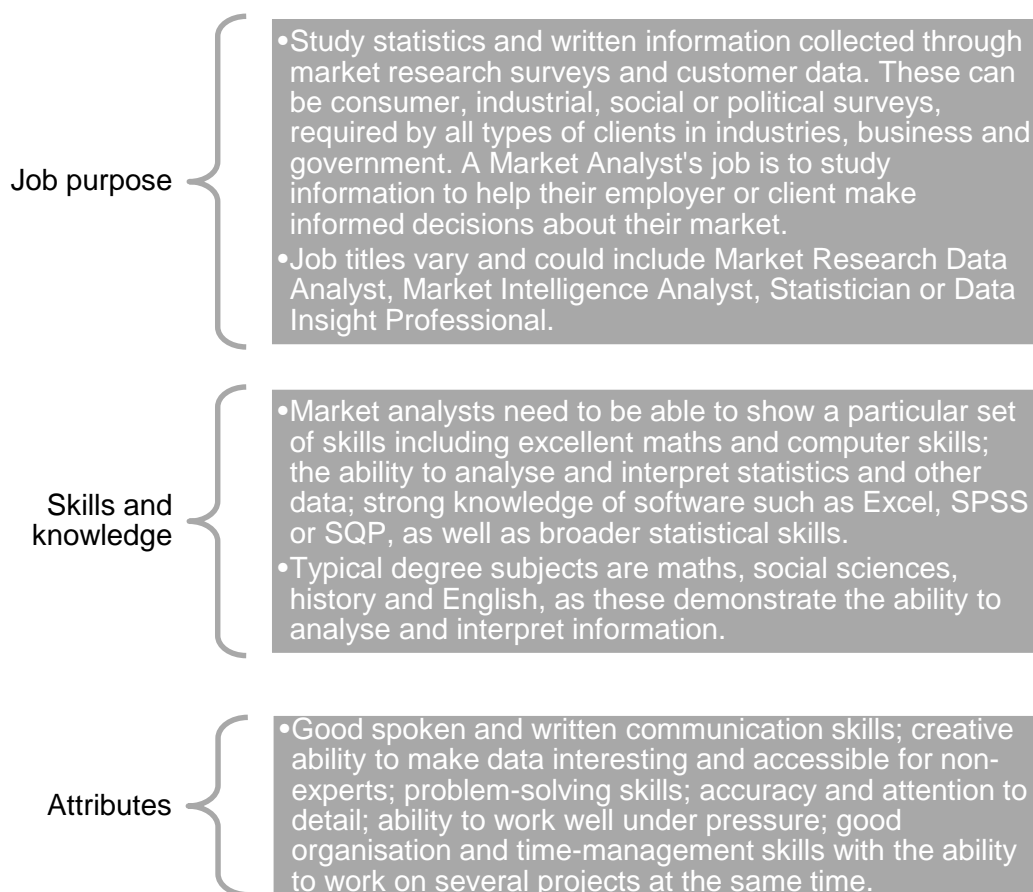 Job purpose
•Study statistics and written information collected through
market research surveys and customer data. These can
be consumer, industrial, social or political surveys,
required by all types of clients in industries, business and
government. A Market Analyst's job is to study
information to help their employer or client make
informed decisions about their market.
•Job titles vary and could include Market Research Data
Analyst, Market Intelligence Analyst, Statistician or Data
Insight Professional.
Skills and
knowledge
•Market analysts need to be able to show a particular set
of skills including excellent maths and computer skills;
the ability to analyse and interpret statistics and other
data; strong knowledge of software such as Excel, SPSS
or SQP, as well as broader statistical skills.
•Typical degree subjects are maths, social sciences,
history and English, as these demonstrate the ability to
analyse and interpret information.
Attributes
•Good spoken and written communication skills; creative
ability to make data interesting and accessible for non-
experts; problem-solving skills; accuracy and attention to
detail; ability to work well under pressure; good
organisation and time-management skills with the ability
to work on several projects at the same time.